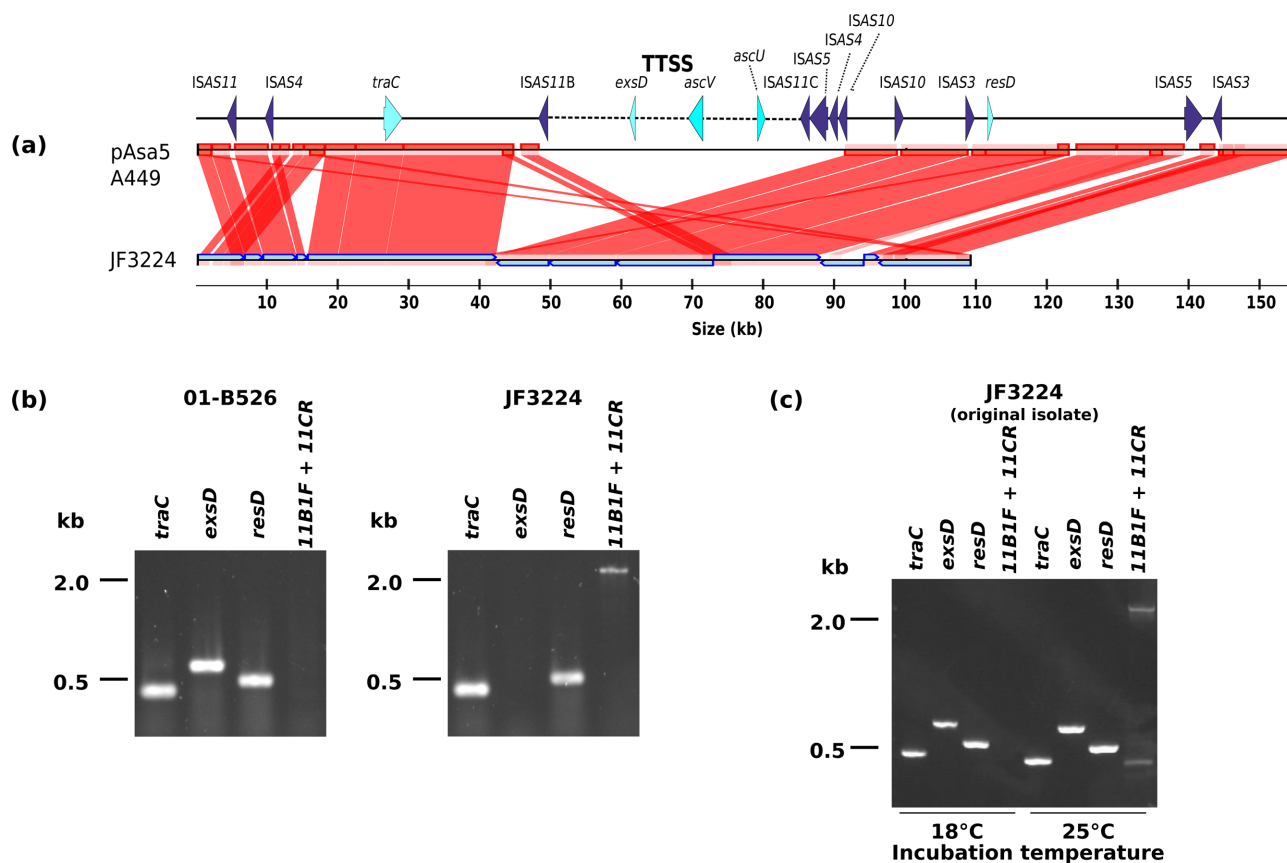 ISAS10
ISAS4
ISAS5
ascU
TTSS
ISAS11 ISAS4 traC ISAS11B exsD ascV ISAS11C ISAS10 ISAS3 resD ISAS5 ISAS3
(a)
pAsa5
A449
JF3224
10 20 30 40 50 60 70 80 90 100 110 120 130 140 150
Size (kb)
(b)
01-B526
kb
traC
exsD
resD
11B1F + 11CR
2.0
0.5
JF3224
kb
traC
exsD
resD
11B1F + 11CR
2.0
0.5
(c)
JF3224
(original isolate)
kb
traC
exsD
resD
11B1F + 11CR
traC
exsD
resD
11B1F + 11CR
2.0
0.5
18°C 25°C
Incubation temperature